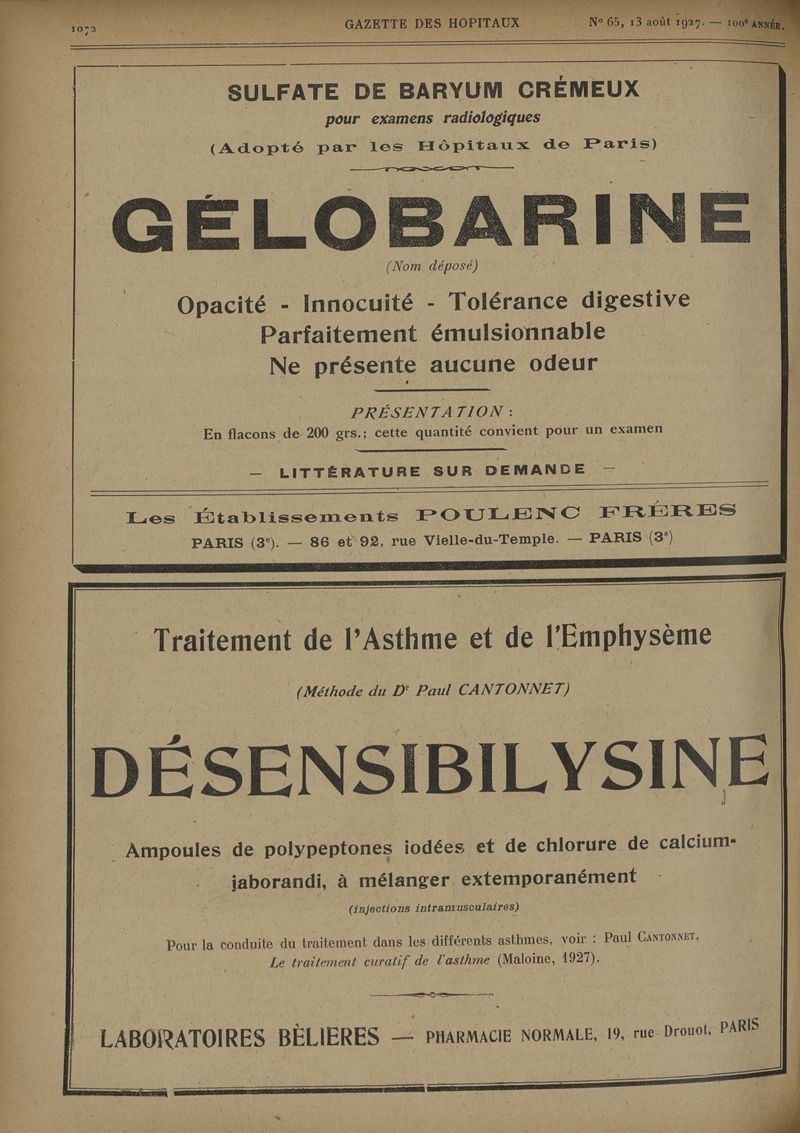 1072
GAZETTE DES HOPITAUX
N° 65, 13 août 1927. — 100e ANNÉE.
SULFATE DE BARYUM CRÉMEUX
pour examens radiologiques
(Adopté par les Hôpitaux de Paris)
GÉLOBARINE
(Nom déposé)
Opacité - Innocuité - Tolérance digestive
Parfaitement émulsionnable
Ne présente aucune odeur
PRÉSENTATION :
En flacons de 200 grs.; cette quantité convient pour un examen
— LITTÉRATURE SUR DEMANDE —
Les Établissements POULENC FRÈRES
PARIS (3e). — 86 et 92, rue Vielle-du-Temple. — PARIS (3e)
Traitement de l'Asthme et de l'Emphysème
(Méthode du Dr Paul CANTONNET)
DÉSENSIBILYSINE
Ampoules de polypeptones iodées et de chlorure de calcium-
jaborandi, à mélanger extemporanément
(injections intramusculaires)
Pour la conduite du traitement dans les différents asthmes, voir : Paul CANTONNET,
Le traitement curatif de l'asthme (Maloine, 1927).
LABORATOIRES BÈLIERES — PHARMACIE NORMALE, 19, rue Drouot, PARIS